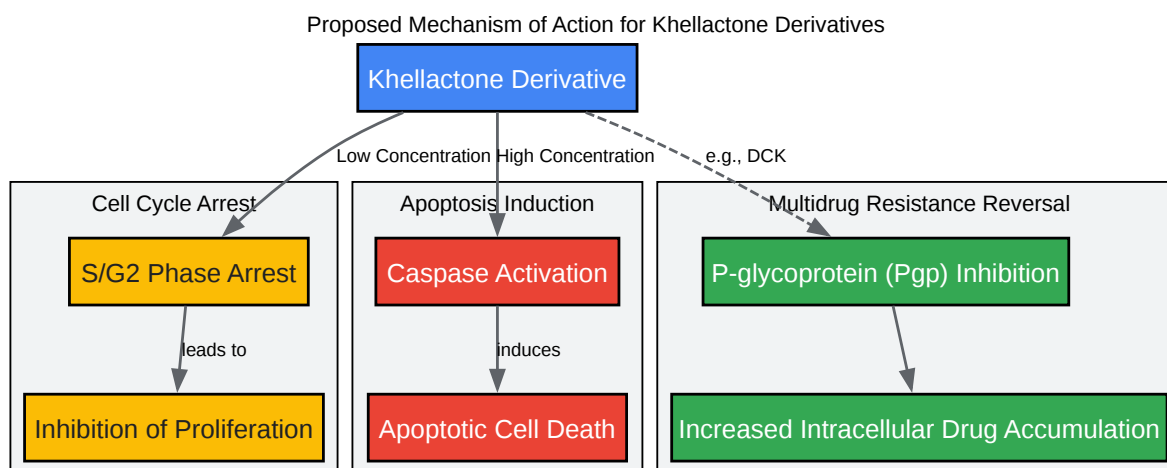 Proposed Mechanism of Action for Khellactone Derivatives
Khellactone Derivative
Low Concentration
High Concentration
e.g., DCK
Cell Cycle Arrest
Apoptosis Induction
Multidrug Resistance Reversal
S/G2 Phase Arrest
Caspase Activation
P-glycoprotein (Pgp) Inhibition
leads to
induces
Inhibition of Proliferation
Apoptotic Cell Death
Increased Intracellular Drug Accumulation